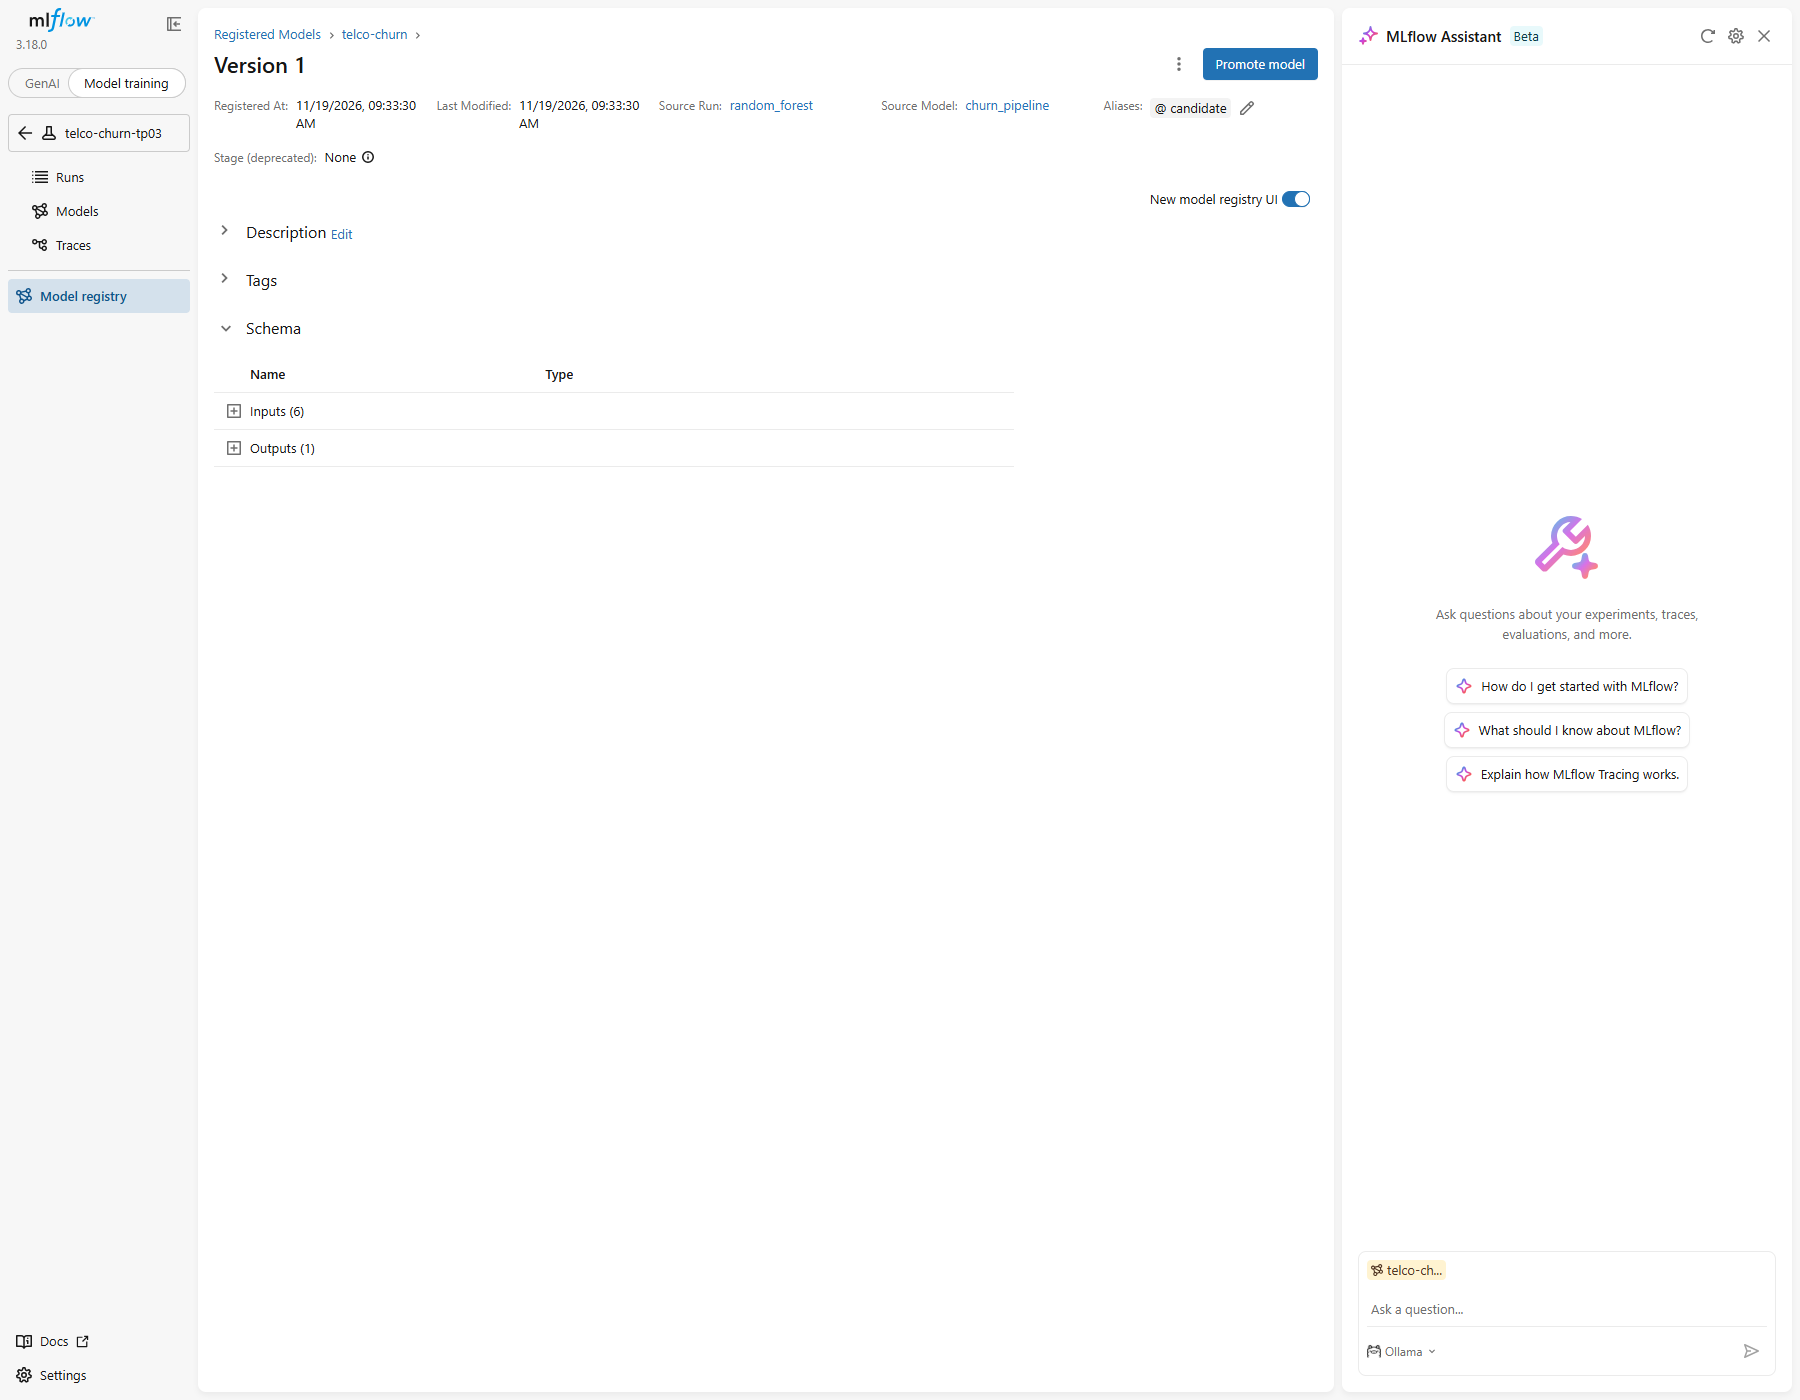 mlflow
3.18.0
GenAI
Model training
telco-churn-tp03
Runs
Models
Traces
Model registry
Docs
Settings
Registered Models › telco-churn ›
Version 1
Promote model
Registered At: 11/19/2026, 09:33:30 AM
Last Modified: 11/19/2026, 09:33:30 AM
Source Run: random_forest
Source Model: churn_pipeline
Aliases: @ candidate
Stage (deprecated): None
New model registry UI
Description Edit
Tags
Schema
Name Type
Inputs (6)
Outputs (1)
MLflow Assistant Beta
Ask questions about your experiments, traces,
evaluations, and more.
How do I get started with MLflow?
What should I know about MLflow?
Explain how MLflow Tracing works.
telco-ch...
Ask a question...
Ollama